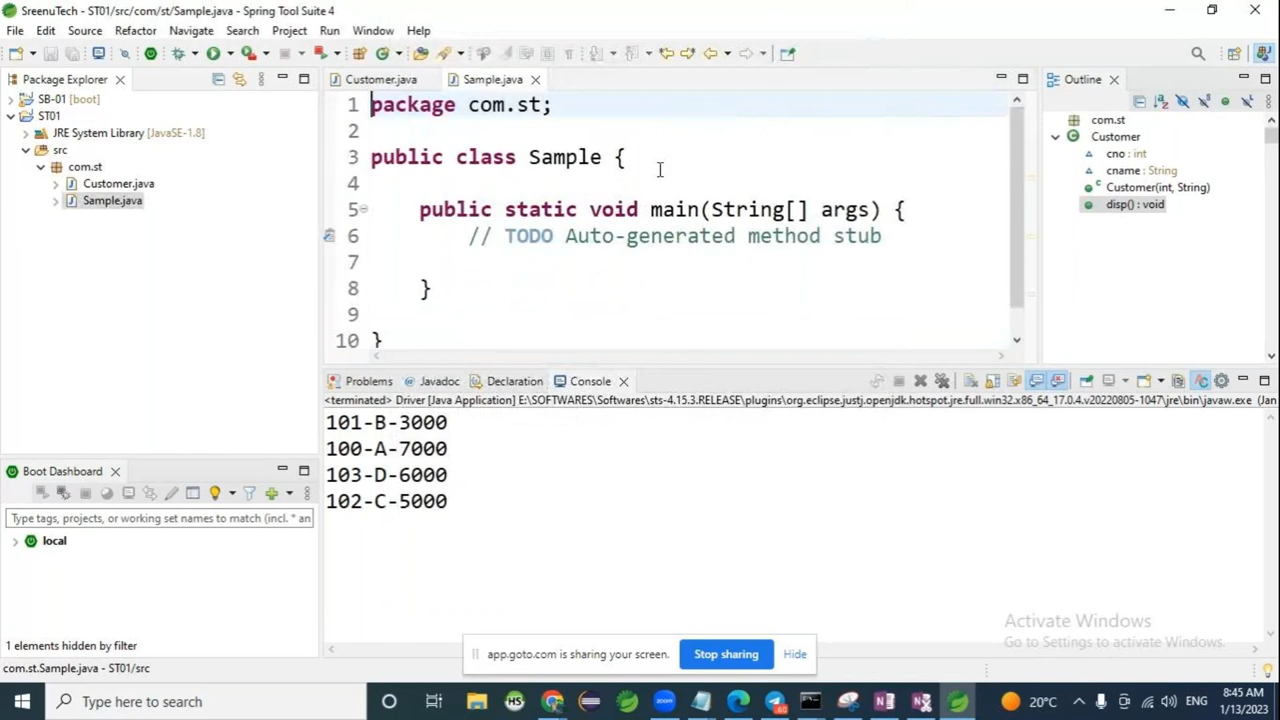 SreenuTech - ST01/src/com/st/Sample.java - Spring Tool Suite 4
File Edit Source Refactor Navigate Search Project Run Window Help
Package Explorer
SB-01 [boot]
ST01
JRE System Library [JavaSE-1.8]
src
com.st
Customer.java
Sample.java
Customer.java Sample.java
1 package com.st;
2
3 public class Sample {
4
5 public static void main(String[] args) {
6 // TODO Auto-generated method stub
7
8 }
9
10 }
Outline
com.st
Customer
cno : int
cname : String
Customer(int, String)
disp() : void
Problems Javadoc Declaration Console
<terminated> Driver [Java Application] E:\SOFTWARES\Softwares\sts-4.15.3.RELEASE\plugins\org.eclipse.justj.openjdk.hotspot.jre.full.win32.x86_64_17.0.4.v20220805-1047\jre\bin\javaw.exe (Jan
101-B-3000
100-A-7000
103-D-6000
102-C-5000
Boot Dashboard
Type tags, projects, or working set names to match (incl. * an
local
1 elements hidden by filter
com.st.Sample.java - ST01/src
Activate Windows
Go to Settings to activate Windows.
app.goto.com is sharing your screen. Stop sharing Hide
Type here to search
HS
zoom
60
20°C
ENG
8:45 AM
1/13/2023